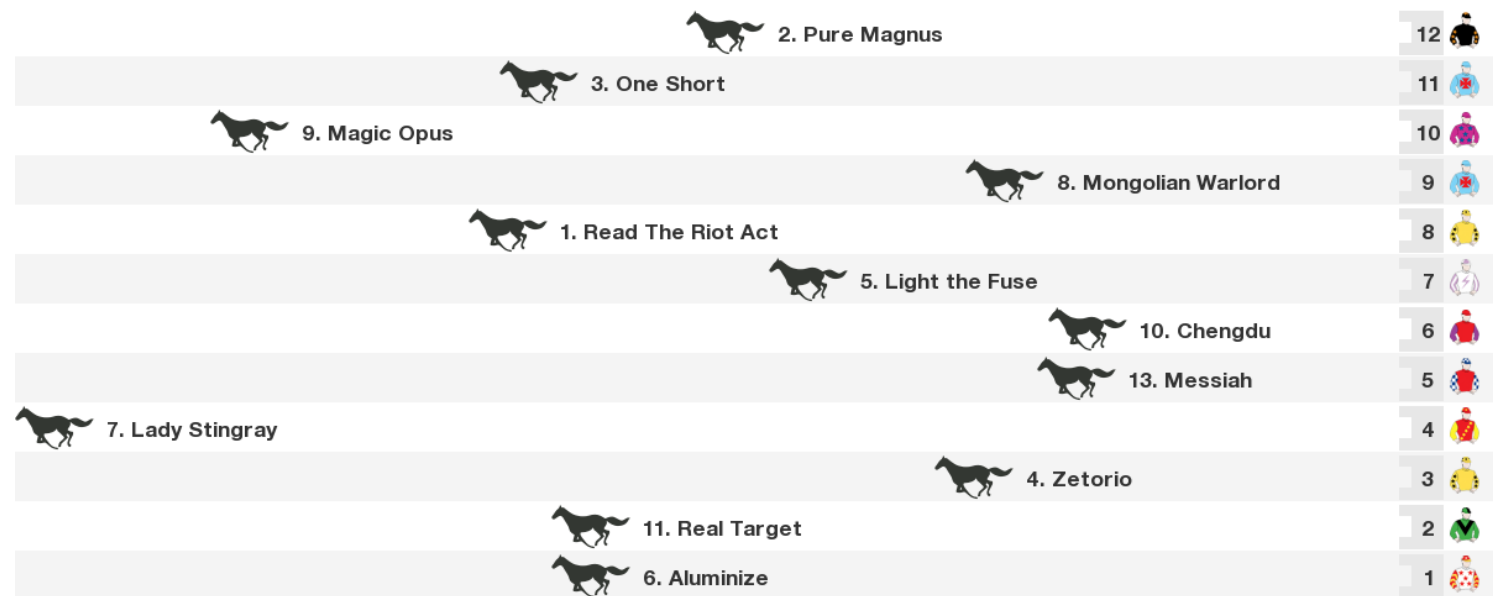 2. Pure Magnus 12
3. One Short 11
9. Magic Opus 10
8. Mongolian Warlord 9
1. Read The Riot Act 8
5. Light the Fuse 7
10. Chengdu 6
13. Messiah 5
7. Lady Stingray 4
4. Zetorio 3
11. Real Target 2
6. Aluminize 1